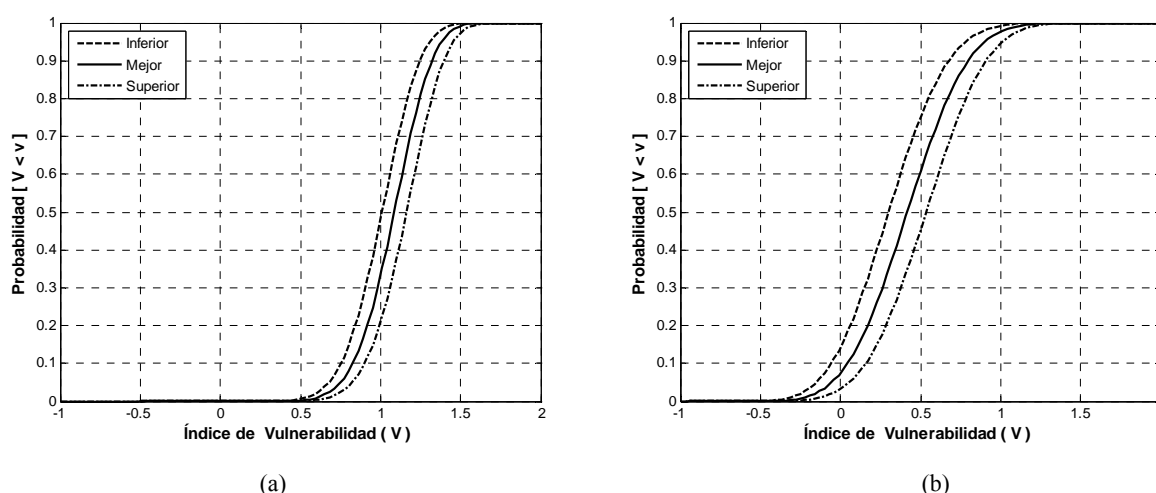 1
0.9
0.8
0.7
0.6
0.5
0.4
0.3
0.2
0.1
0
Probabilidad [ V < v ]
Inferior
Mejor
Superior
-1 -0.5 0 0.5 1 1.5 2
Índice de Vulnerabilidad ( V )
(a)
1
0.9
0.8
0.7
0.6
0.5
0.4
0.3
0.2
0.1
0
Probabilidad [ V < v ]
Inferior
Mejor
Superior
-1 -0.5 0 0.5 1 1.5
Índice de Vulnerabilidad ( V )
(b)